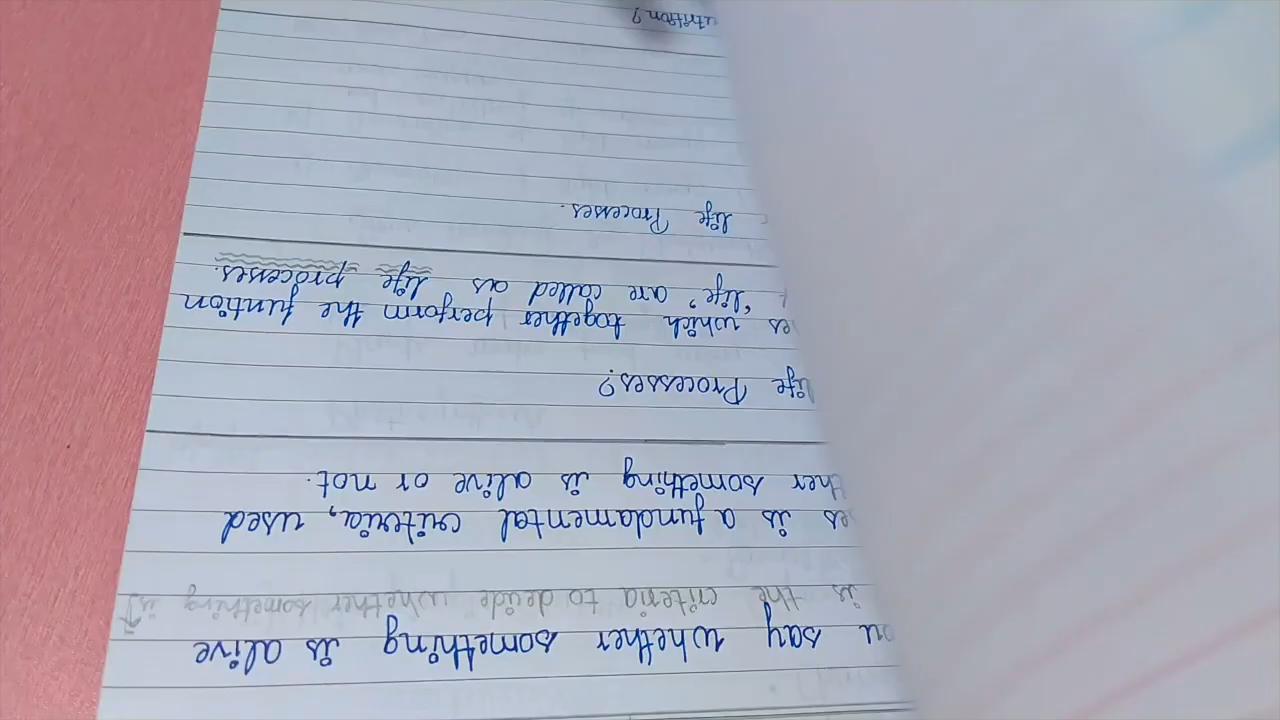 ou say whether something is alive
is the criteria to decide whether something is
es is a fundamental criteria, used
ther something is alive or not.
life Processes?
es which together perform the funtion
'life' are called as life processes.
life Processes.
utrition?